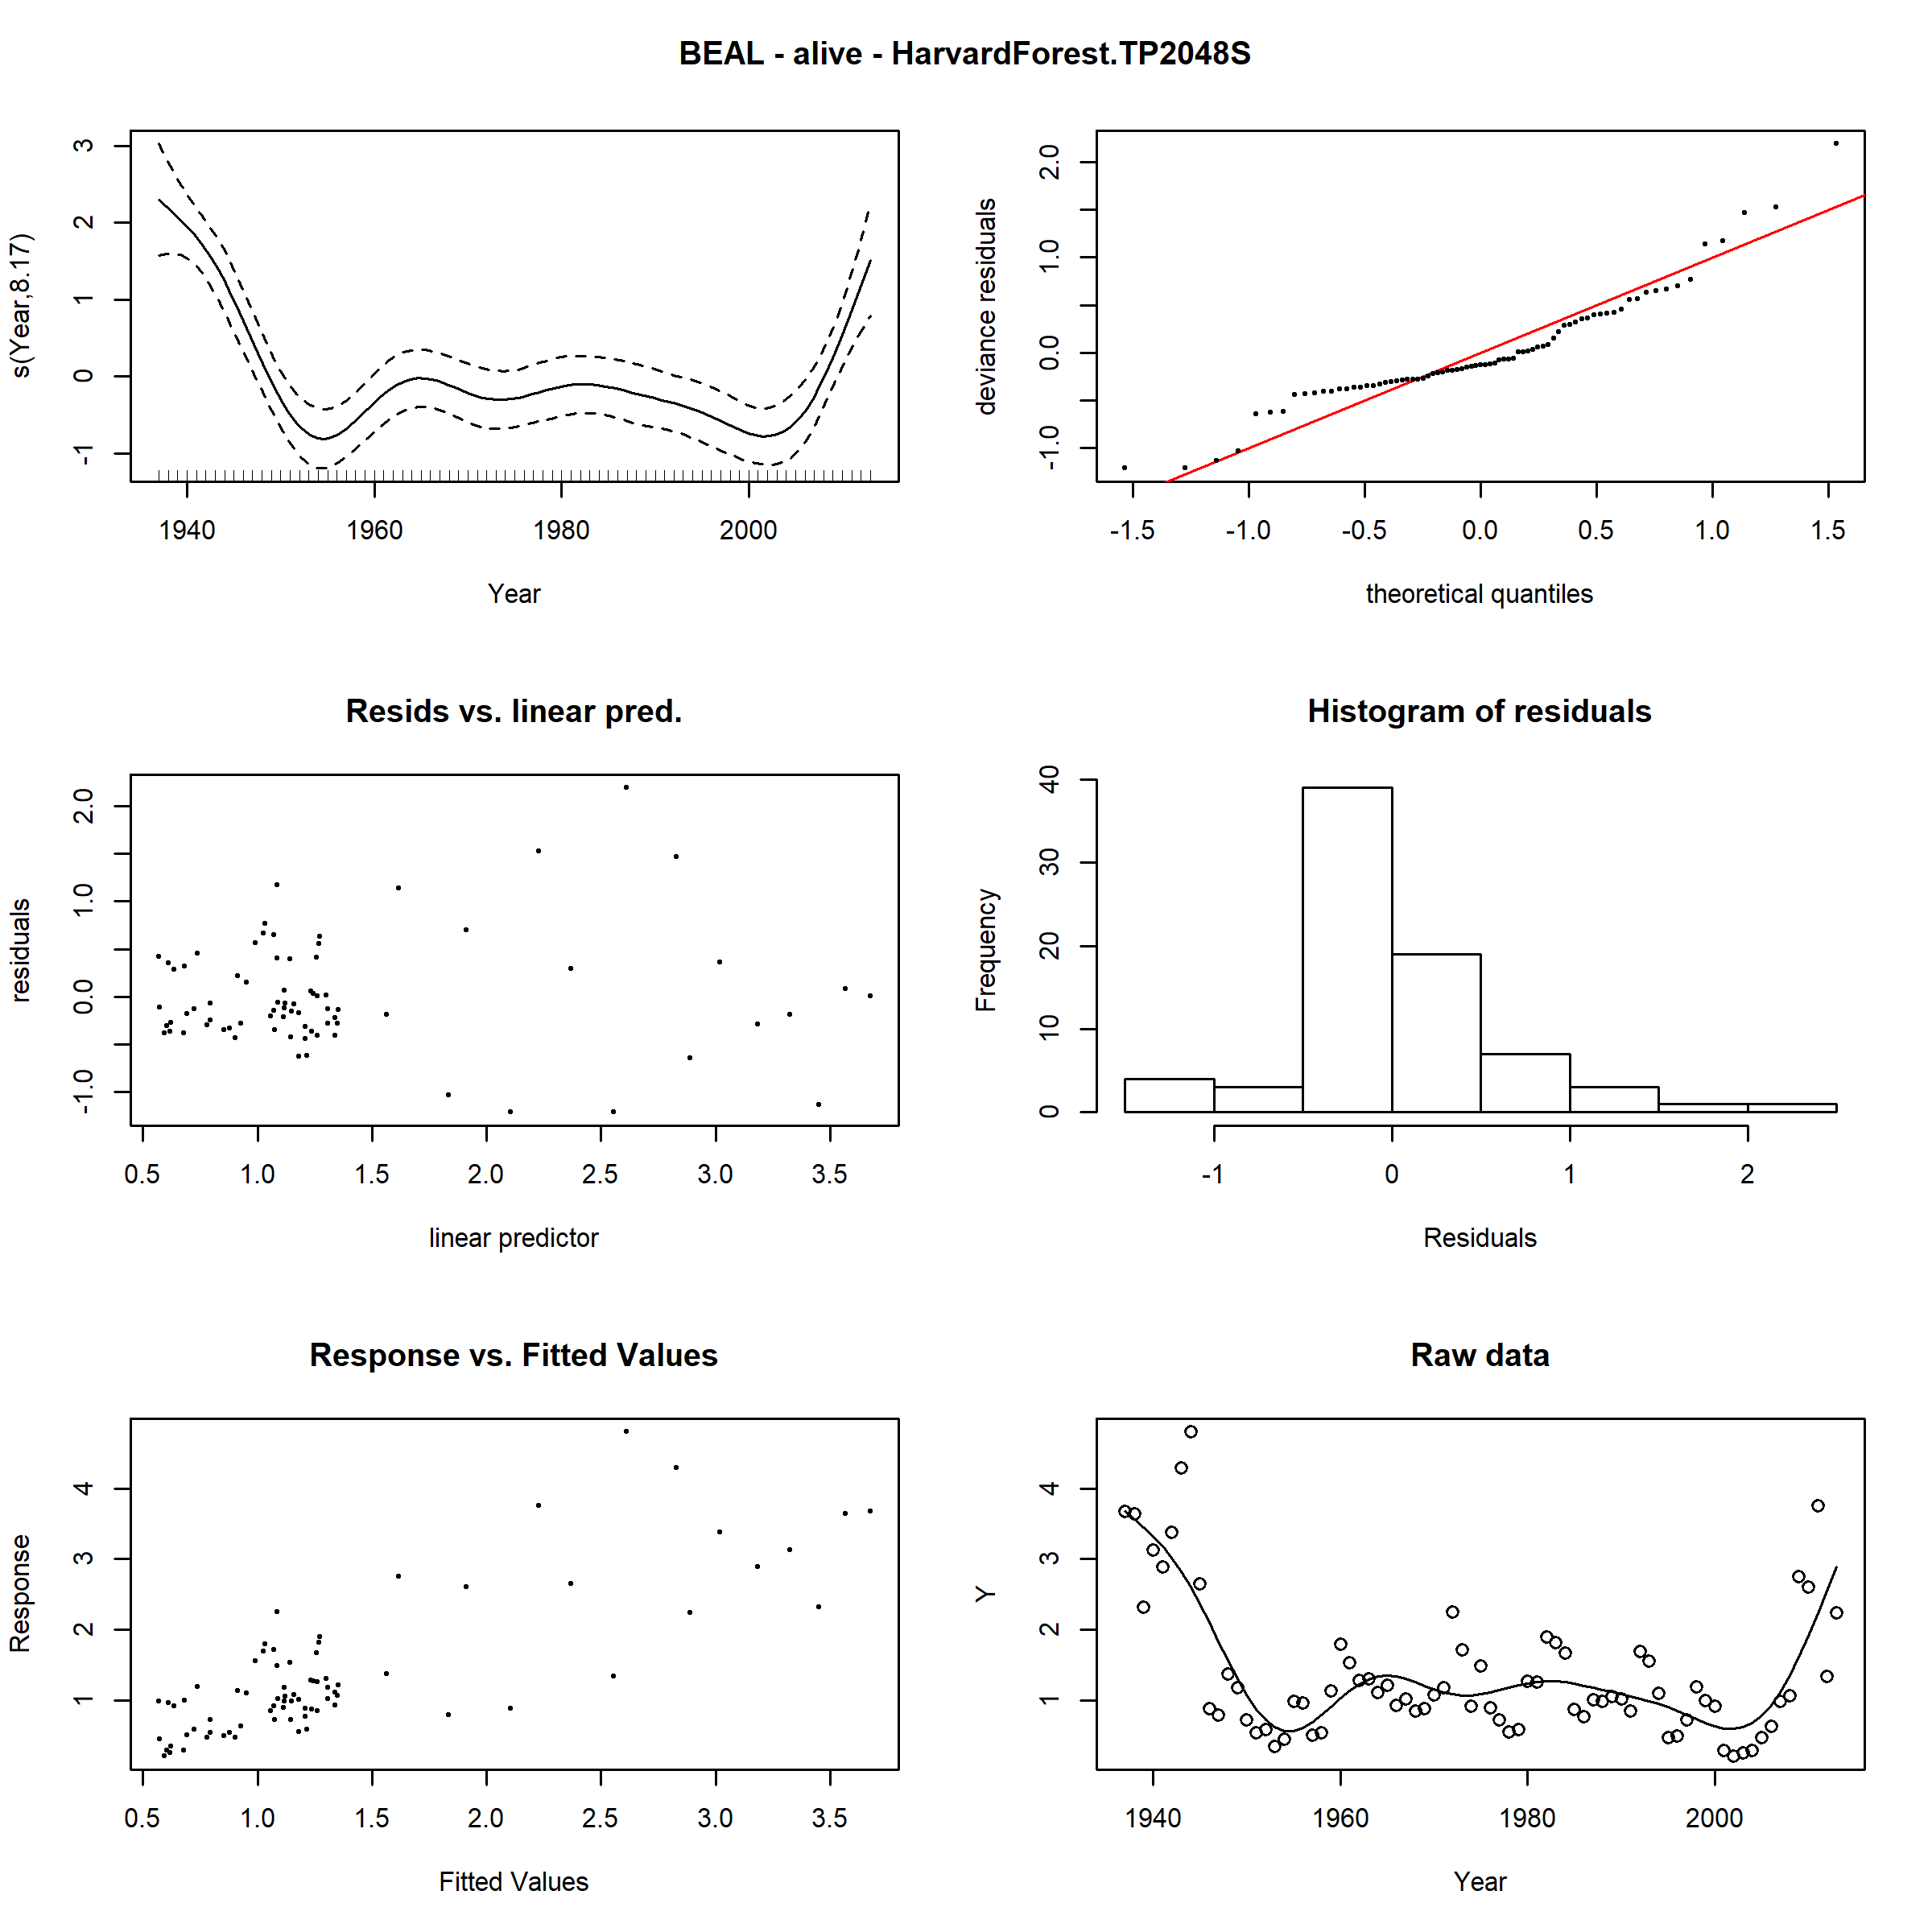 BEAL - alive - HarvardForest.TP2048S
s(Year,8.17)
3
2
1
0
-1
1940 1960 1980 2000
Year
deviance residuals
2.0
1.0
0.0
-1.0
-1.5 -1.0 -0.5 0.0 0.5 1.0 1.5
theoretical quantiles
Resids vs. linear pred.
residuals
2.0
1.0
0.0
-1.0
0.5 1.0 1.5 2.0 2.5 3.0 3.5
linear predictor
Histogram of residuals
Frequency
40
30
20
10
0
-1 0 1 2
Residuals
Response vs. Fitted Values
Response
4
3
2
1
0.5 1.0 1.5 2.0 2.5 3.0 3.5
Fitted Values
Raw data
Y
4
3
2
1
1940 1960 1980 2000
Year